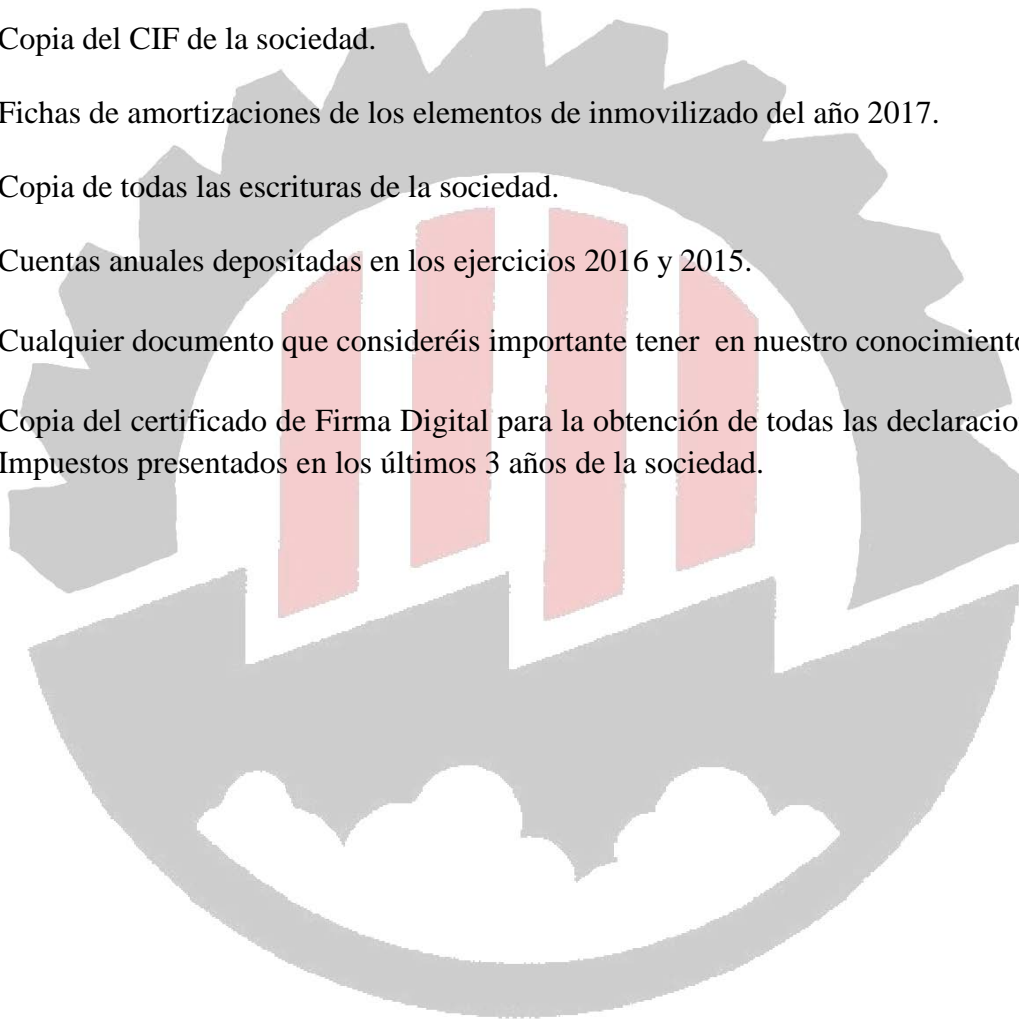 Copia del CIF de la sociedad.
Fichas de amortizaciones de los elementos de inmovilizado del año 2017.
Copia de todas las escrituras de la sociedad.
Cuentas anuales depositadas en los ejercicios 2016 y 2015.
Cualquier documento que consideréis importante tener  en nuestro conocimiento
Copia del certificado de Firma Digital para la obtención de todas las declaracio
Impuestos presentados en los últimos 3 años de la sociedad.